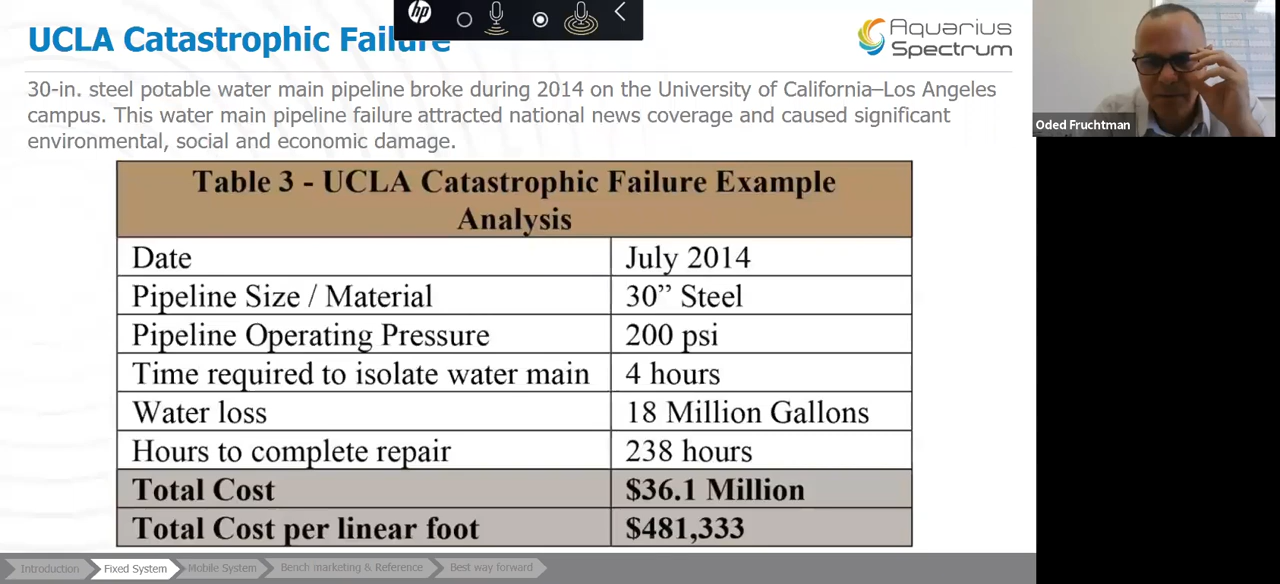 hp
UCLA Catastrophic Failure
Aquarius
Spectrum
30-in. steel potable water main pipeline broke during 2014 on the University of California–Los Angeles
campus. This water main pipeline failure attracted national news coverage and caused significant
environmental, social and economic damage.
Oded Fruchtman
Table 3 - UCLA Catastrophic Failure Example
Analysis
Date July 2014
Pipeline Size / Material 30” Steel
Pipeline Operating Pressure 200 psi
Time required to isolate water main 4 hours
Water loss 18 Million Gallons
Hours to complete repair 238 hours
Total Cost $36.1 Million
Total Cost per linear foot $481,333
Introduction Fixed System Mobile System Bench marketing & Reference Best way forward